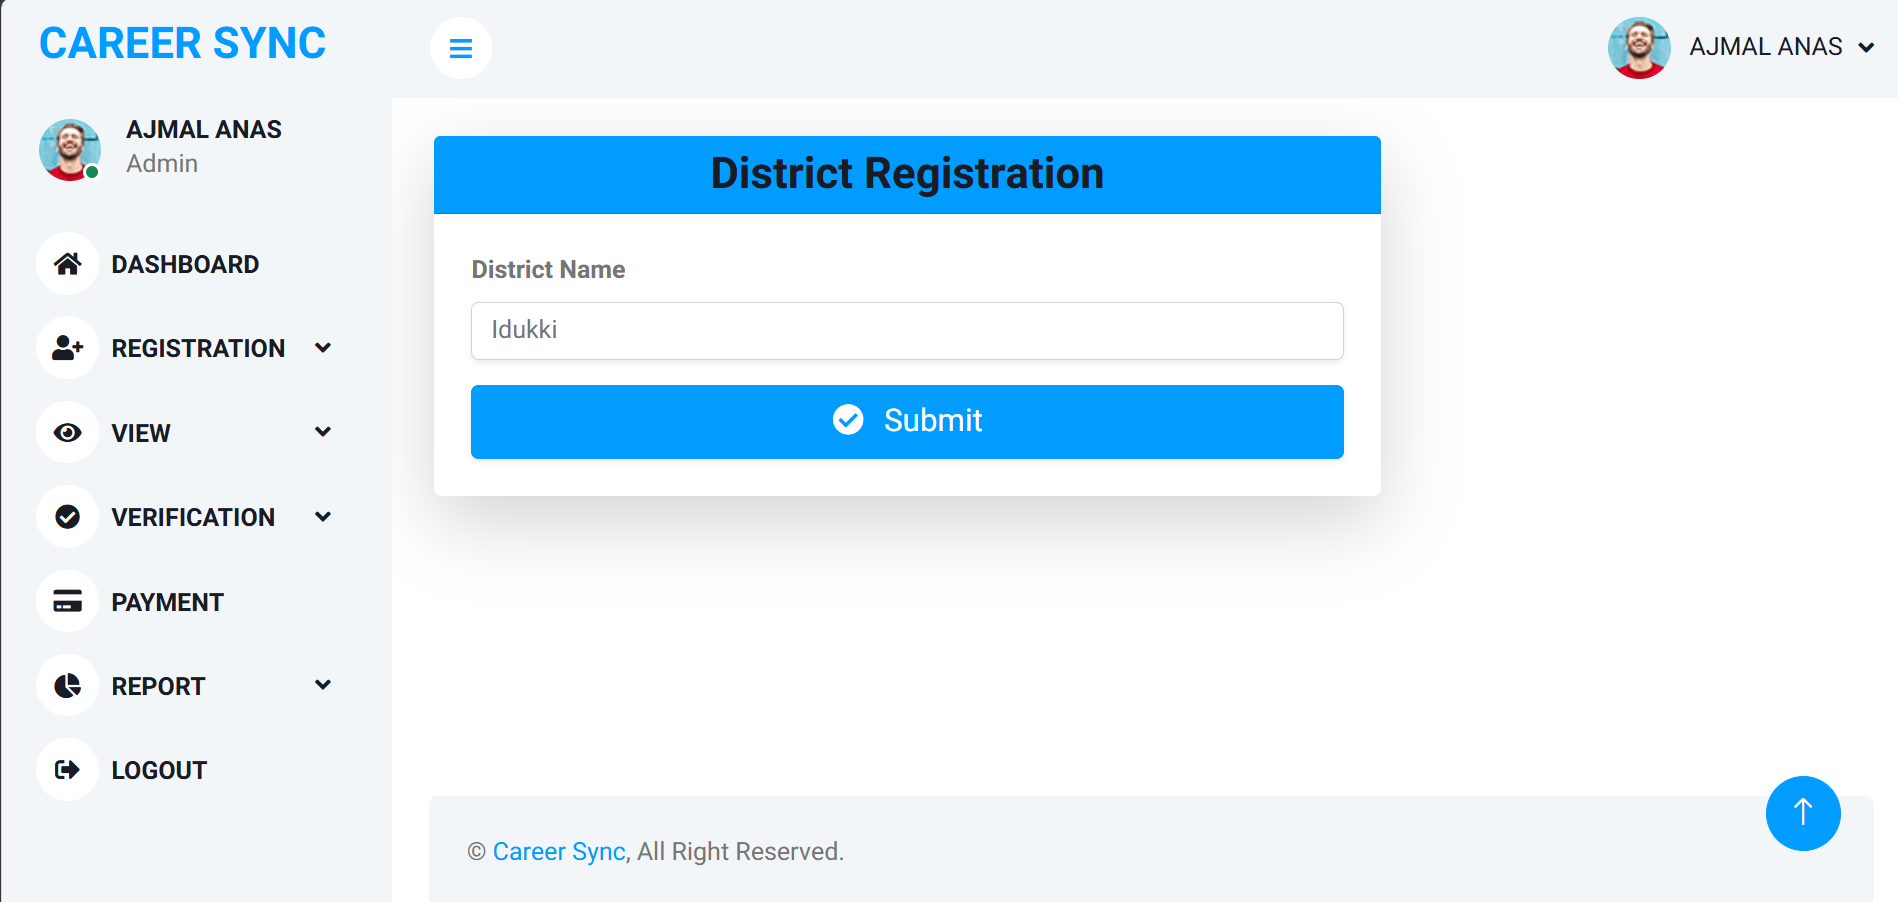 CAREER SYNC
AJMAL ANAS
AJMAL ANAS
Admin
DASHBOARD
REGISTRATION
VIEW
VERIFICATION
PAYMENT
REPORT
LOGOUT
District Registration
District Name
Idukki
Submit
© Career Sync, All Right Reserved.